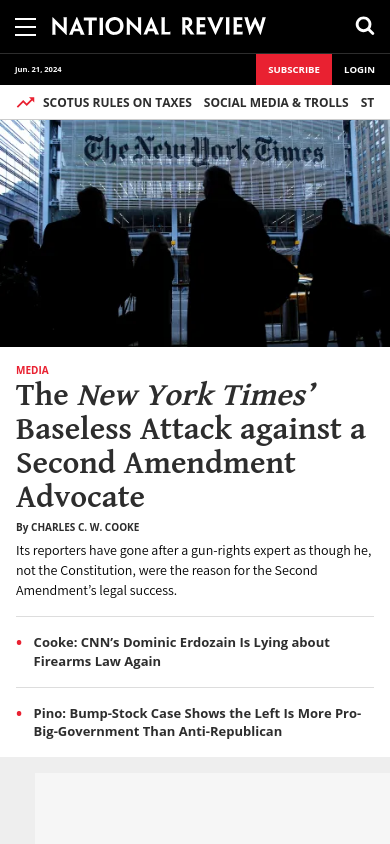 NATIONAL REVIEW
Jun. 21, 2024
SUBSCRIBE
LOGIN
SCOTUS RULES ON TAXES SOCIAL MEDIA & TROLLS ST
The New York Times
MEDIA
The New York Times’
Baseless Attack against a
Second Amendment
Advocate
By CHARLES C. W. COOKE
Its reporters have gone after a gun-rights expert as though he,
not the Constitution, were the reason for the Second
Amendment’s legal success.
Cooke: CNN’s Dominic Erdozain Is Lying about
Firearms Law Again
Pino: Bump-Stock Case Shows the Left Is More Pro-
Big-Government Than Anti-Republican